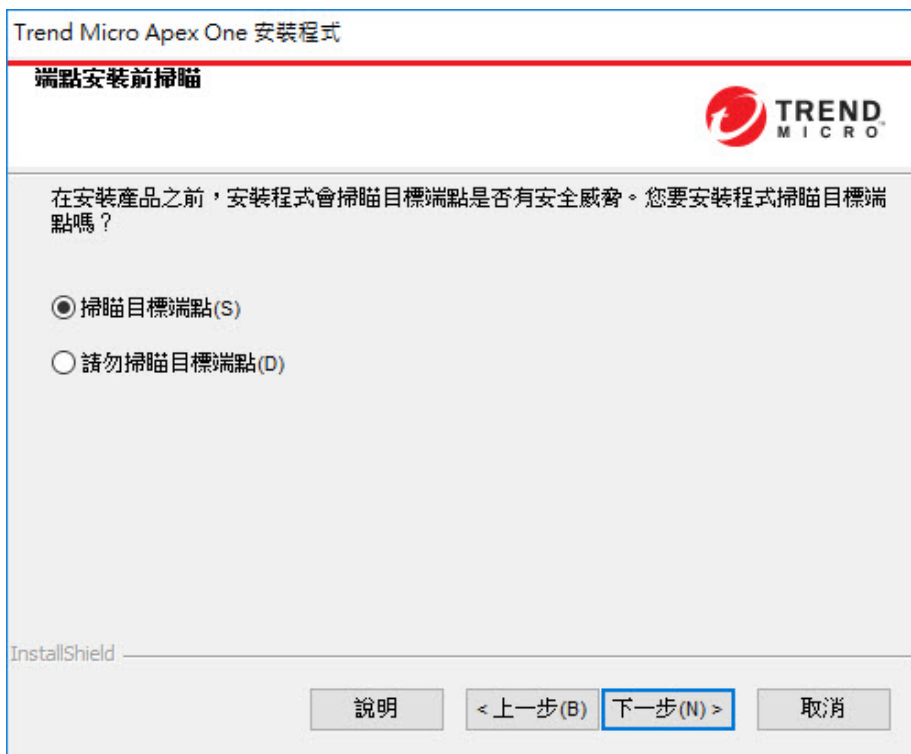 Trend Micro Apex One 安裝程式
端點安裝前掃瞄
TREND
MICRO
在安裝產品之前，安裝程式會掃瞄目標端點是否有安全威脅。您要安裝程式掃瞄目標端
點嗎？
掃瞄目標端點(S)
請勿掃瞄目標端點(D)
InstallShield
說明
< 上一步(B)
下一步(N) >
取消